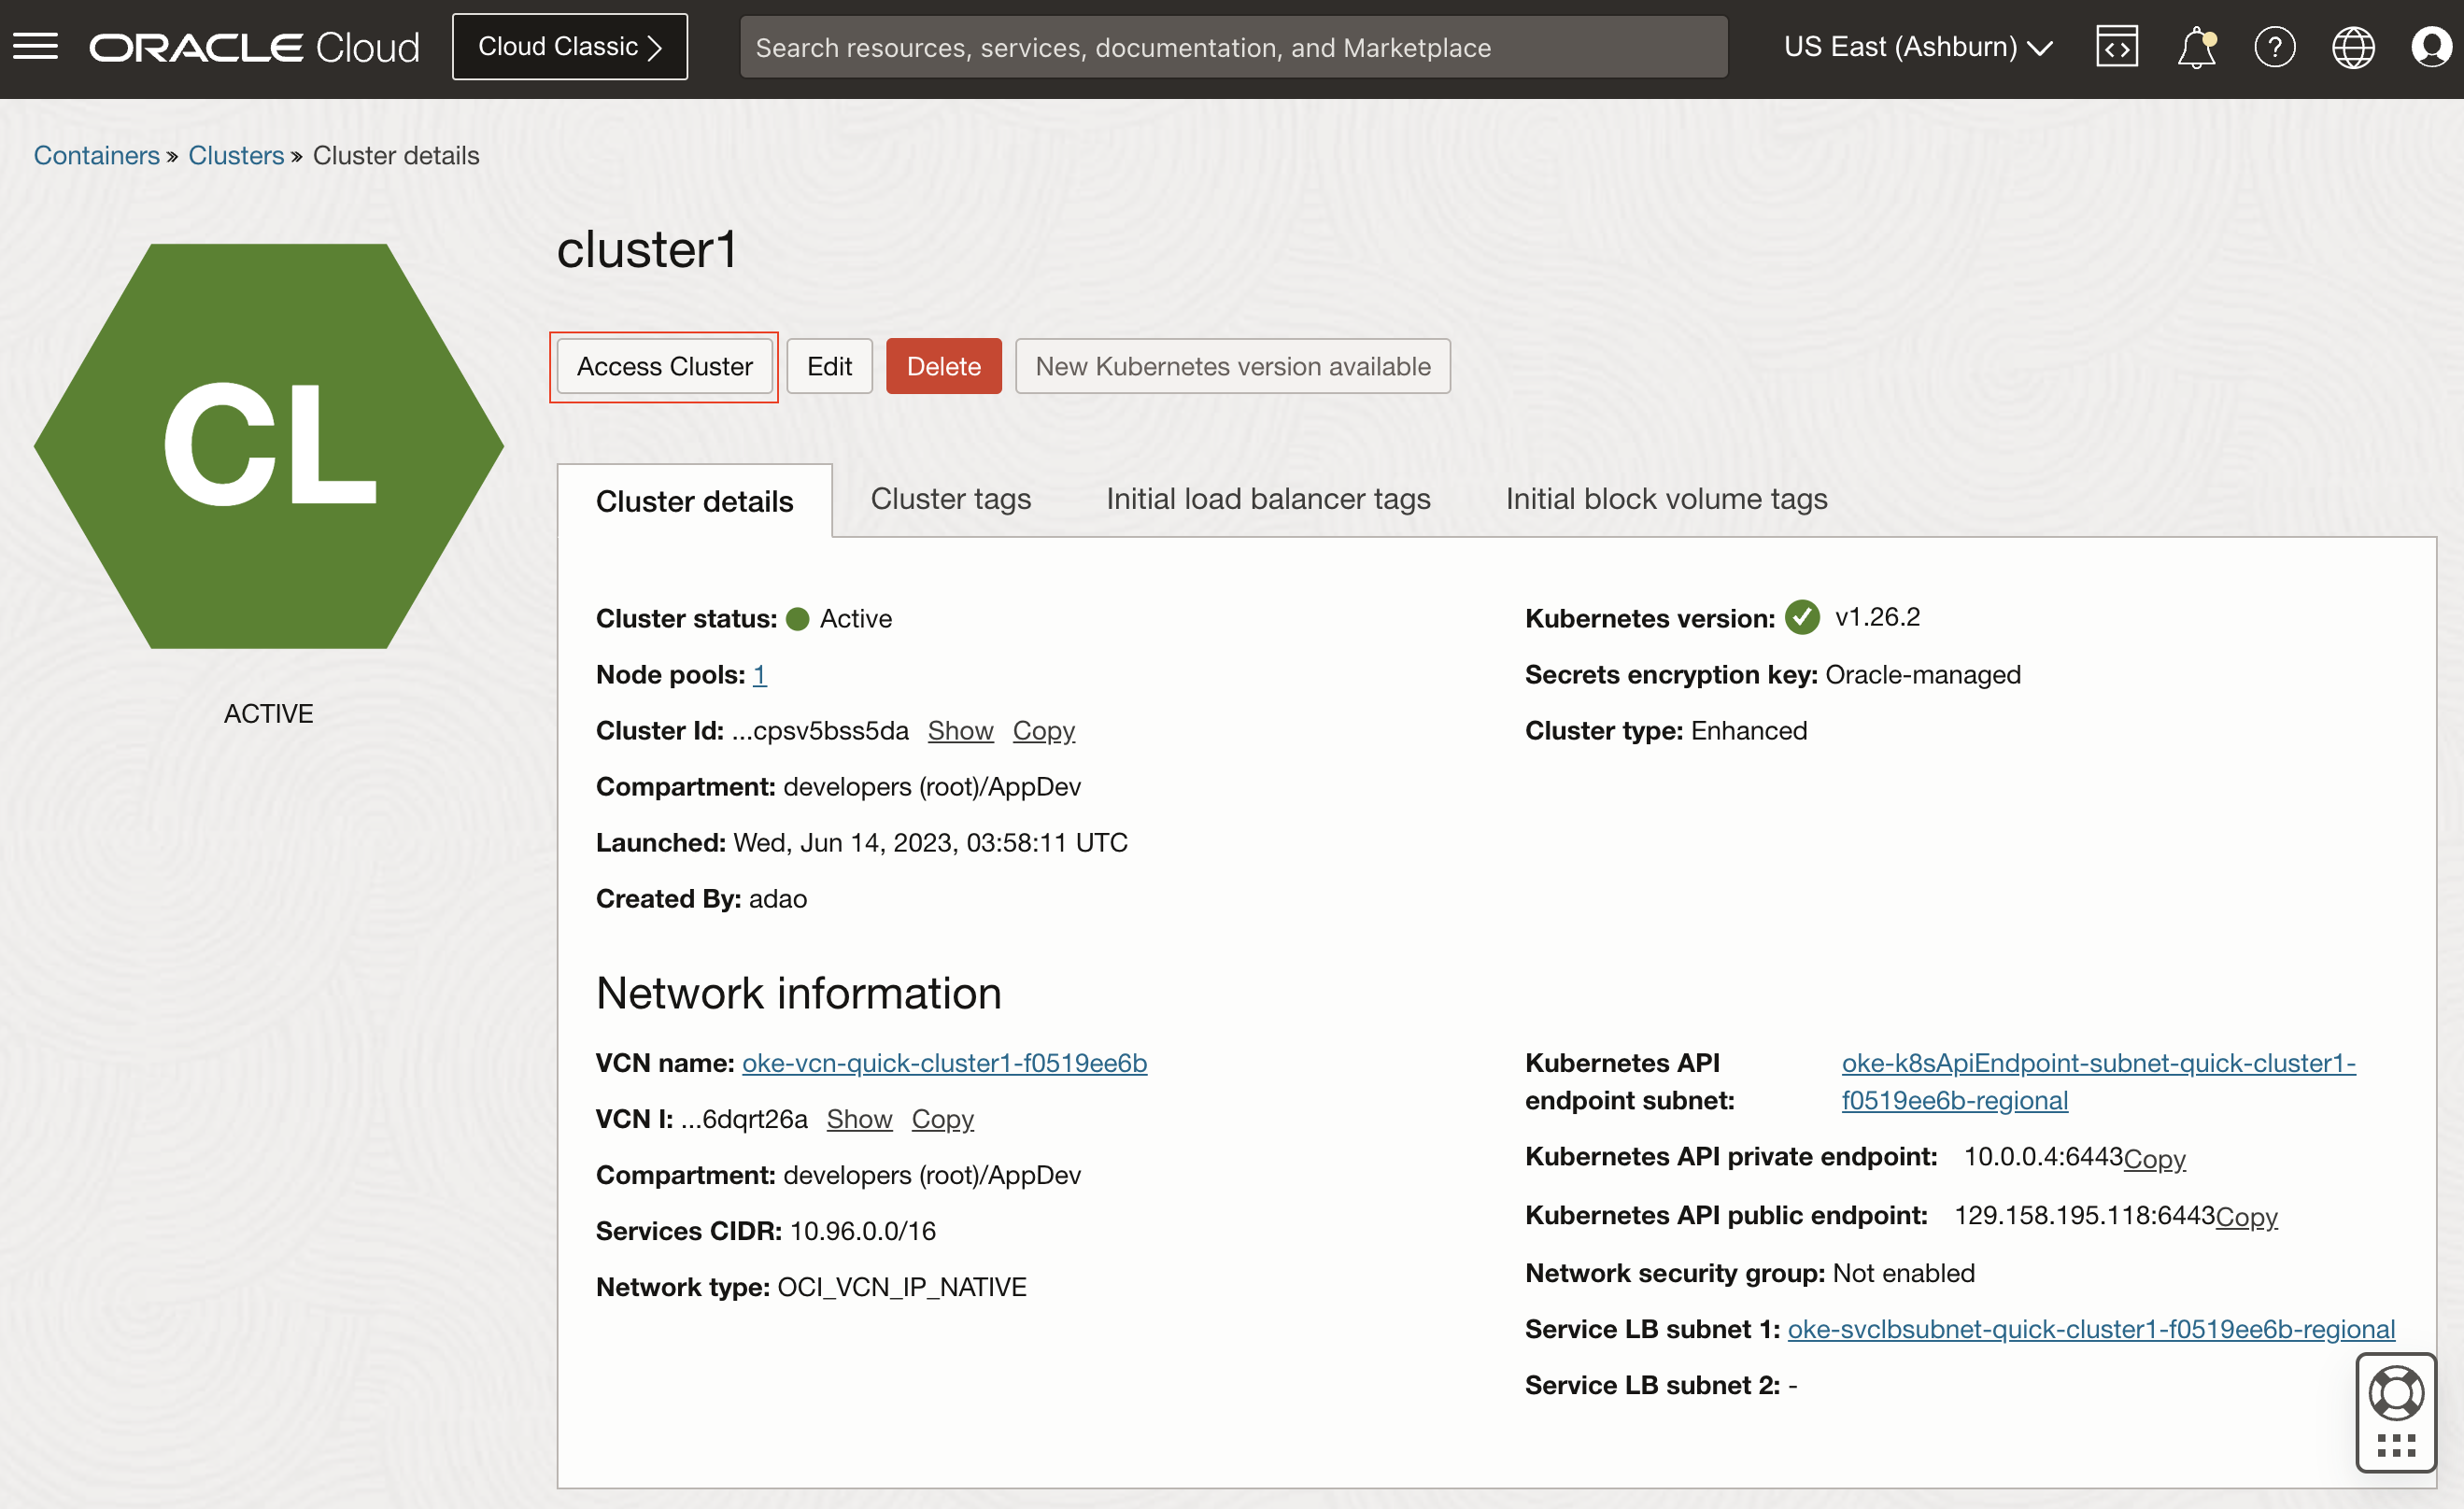 ORACLE Cloud
Cloud Classic
Search resources, services, documentation, and Marketplace
US East (Ashburn)
Containers » Clusters » Cluster details
CL
ACTIVE
cluster1
Access Cluster
Edit
Delete
New Kubernetes version available
Cluster details
Cluster tags
Initial load balancer tags
Initial block volume tags
Cluster status: Active
Node pools: 1
Cluster Id: ...cpsv5bss5da Show Copy
Compartment: developers (root)/AppDev
Launched: Wed, Jun 14, 2023, 03:58:11 UTC
Created By: adao
Kubernetes version: v1.26.2
Secrets encryption key: Oracle-managed
Cluster type: Enhanced
Network information
VCN name: oke-vcn-quick-cluster1-f0519ee6b
VCN I: ...6dqrt26a Show Copy
Compartment: developers (root)/AppDev
Services CIDR: 10.96.0.0/16
Network type: OCI_VCN_IP_NATIVE
Kubernetes API
endpoint subnet:
oke-k8sApiEndpoint-subnet-quick-cluster1-
f0519ee6b-regional
Kubernetes API private endpoint: 10.0.0.4:6443 Copy
Kubernetes API public endpoint: 129.158.195.118:6443 Copy
Network security group: Not enabled
Service LB subnet 1: oke-svclbsubnet-quick-cluster1-f0519ee6b-regional
Service LB subnet 2: -